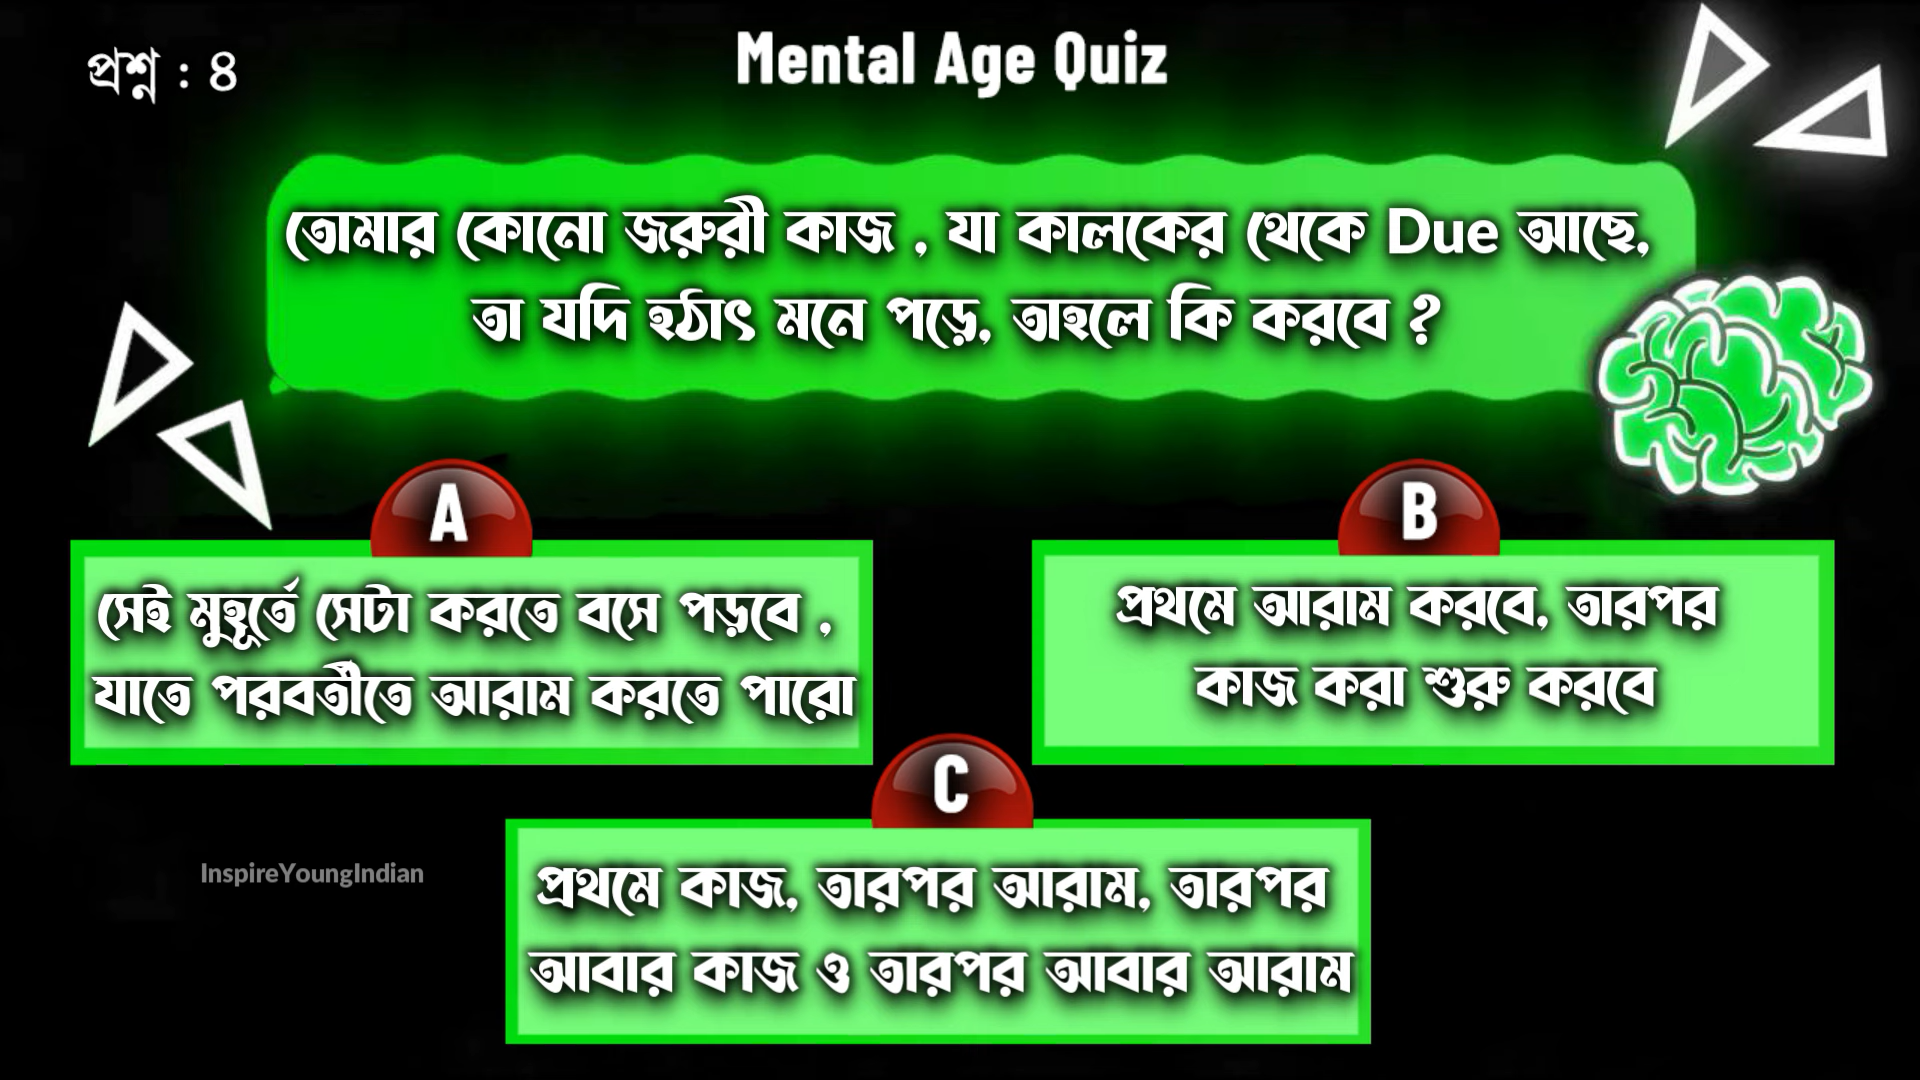 প্রশ্ন : ৪
Mental Age Quiz
তোমার কোনো জরুরী কাজ , যা কালকের থেকে Due আছে,
তা যদি হঠাৎ মনে পড়ে, তাহলে কি করবে ?
A
সেই মুহূর্তে সেটা করতে বসে পড়বে ,
যাতে পরবর্তীতে আরাম করতে পারো
B
প্রথমে আরাম করবে, তারপর
কাজ করা শুরু করবে
C
প্রথমে কাজ, তারপর আরাম, তারপর
আবার কাজ ও তারপর আবার আরাম
InspireYoungIndian